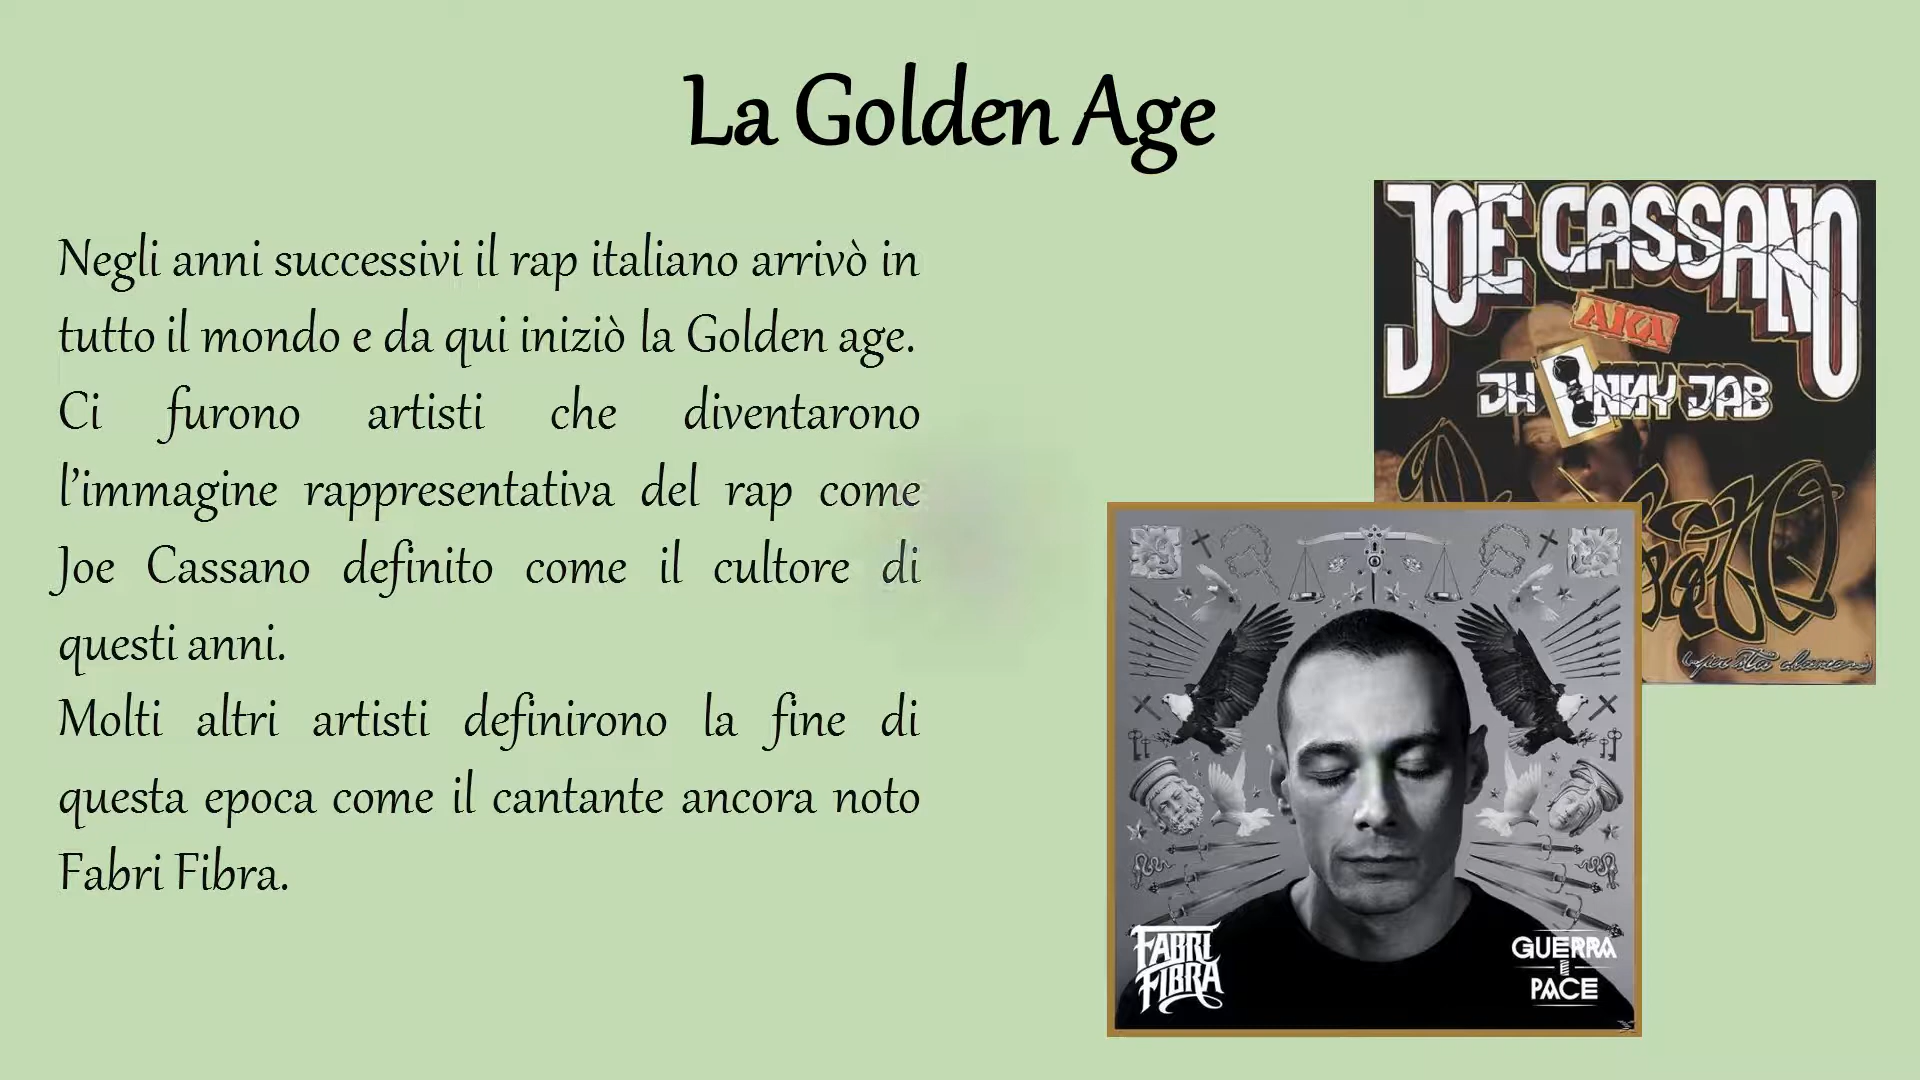 La Golden Age
Negli anni successivi il rap italiano arrivò in
tutto il mondo e da qui iniziò la Golden age.
Ci furono artisti che diventarono
l’immagine rappresentativa del rap come
Joe Cassano definito come il cultore di
questi anni.
Molti altri artisti definirono la fine di
questa epoca come il cantante ancora noto
Fabri Fibra.
JOE CASSANO
AKA
JHONNY JAB
FABRI
FIBRA
GUERRA
E
PACE